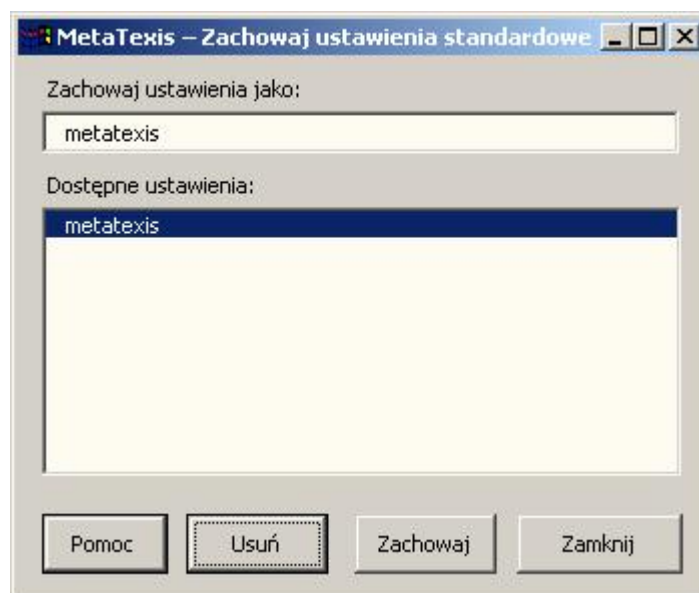 MetaTexis – Zachowaj ustawienia standardowe
Zachowaj ustawienia jako:
metatexis
Dostępne ustawienia:
metatexis
Pomoc Usuń Zachowaj Zamknij